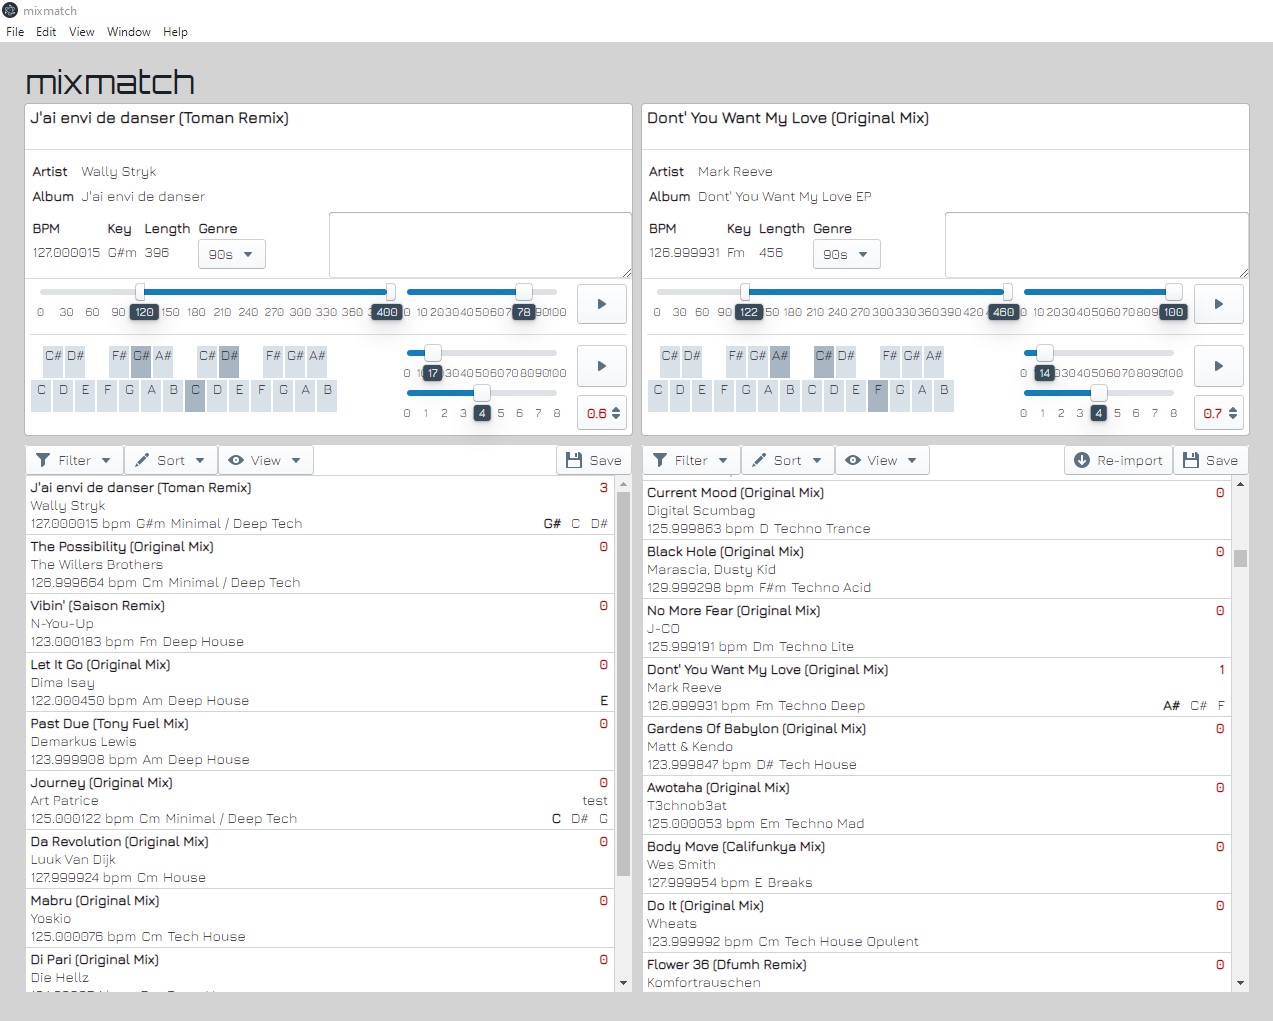 mixmatch
File Edit View Window Help
mixmatch
J'ai envi de danser (Toman Remix)
Artist Wally Stryk
Album J'ai envi de danser
BPM Key Length Genre
127.000015 G#m 396 90s
0 30 60 90 120 150 180 210 240 270 300 330 360 400
0 10 20 30 40 50 60 70 78 90 100
C# D# F# G# A# C# D# F# G# A#
C D E F G A B C D E F G A B
0 17 30 40 50 60 70 80 90 100
0 1 2 3 4 5 6 7 8
0.6
Dont' You Want My Love (Original Mix)
Artist Mark Reeve
Album Dont' You Want My Love EP
BPM Key Length Genre
126.999931 Fm 456 90s
0 30 60 90 122 150 180 210 240 270 300 330 360 390 420 460
0 10 20 30 40 50 60 70 80 100
C# D# F# G# A# C# D# F# G# A#
C D E F G A B C D E F G A B
0 14 30 40 50 60 70 80 90 100
0 1 2 3 4 5 6 7 8
0.7
Filter Sort View Save
J'ai envi de danser (Toman Remix) 3
Wally Stryk
127.000015 bpm G#m Minimal / Deep Tech G# C D#
The Possibility (Original Mix) 0
The Willers Brothers
126.999664 bpm Cm Minimal / Deep Tech
Vibin' (Saison Remix) 0
N-You-Up
123.000183 bpm Fm Deep House
Let It Go (Original Mix) 0
Dima Isay
122.000450 bpm Am Deep House E
Past Due (Tony Fuel Mix) 0
Demarkus Lewis
123.999908 bpm Am Deep House
Journey (Original Mix) 0
Art Patrice test
125.000122 bpm Cm Minimal / Deep Tech C D# G
Da Revolution (Original Mix) 0
Luuk Van Dijk
127.999924 bpm Cm House
Mabru (Original Mix) 0
Yoskio
125.000076 bpm Cm Tech House
Di Pari (Original Mix) 0
Die Hellz
Filter Sort View Re-import Save
Current Mood (Original Mix) 0
Digital Scumbag
125.999863 bpm D Techno Trance
Black Hole (Original Mix) 0
Marascia, Dusty Kid
129.999298 bpm F#m Techno Acid
No More Fear (Original Mix) 0
J-CO
125.999191 bpm Dm Techno Lite
Dont' You Want My Love (Original Mix) 1
Mark Reeve
126.999931 bpm Fm Techno Deep A# C# F
Gardens Of Babylon (Original Mix) 0
Matt & Kendo
123.999847 bpm D# Tech House
Awotaha (Original Mix) 0
T3chnob3at
125.000053 bpm Em Techno Mad
Body Move (Califunkya Mix) 0
Wes Smith
127.999954 bpm E Breaks
Do It (Original Mix) 0
Wheats
123.999992 bpm Cm Tech House Opulent
Flower 36 (Dfumh Remix) 0
Komfortrauschen